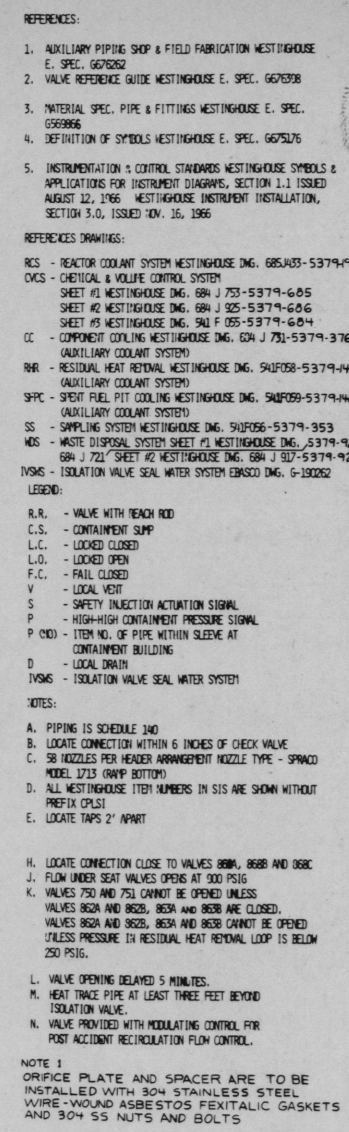 REFERENCES:
1. AUXILIARY PIPING SHOP & FIELD FABRICATION WESTINGHOUSE
E. SPEC. G676262
2. VALVE REFERENCE GUIDE WESTINGHOUSE E. SPEC. G676398
3. MATERIAL SPEC. PIPE & FITTINGS WESTINGHOUSE E. SPEC.
G569866
4. DEFINITION OF SYMBOLS WESTINGHOUSE E. SPEC. G675176
5. INSTRUMENTATION & CONTROL STANDARDS WESTINGHOUSE SYMBOLS &
APPLICATIONS FOR INSTRUMENT DIAGRAMS, SECTION 1.1 ISSUED
AUGUST 12, 1966 WESTINGHOUSE INSTRUMENT INSTALLATION,
SECTION 3.0, ISSUED NOV. 16, 1966
REFERENCES DRAWINGS:
RCS - REACTOR COOLANT SYSTEM WESTINGHOUSE DWG. 685J433-5379-19
CVCS - CHEMICAL & VOLUME CONTROL SYSTEM
SHEET #1 WESTINGHOUSE DWG. 684 J 753-5379-685
SHEET #2 WESTINGHOUSE DWG. 684 J 925-5379-686
SHEET #3 WESTINGHOUSE DWG. 541 F 055-5379-684
CC - COMPONENT COOLING WESTINGHOUSE DWG. 684 J 731-5379-376
(AUXILIARY COOLANT SYSTEM)
RHR - RESIDUAL HEAT REMOVAL WESTINGHOUSE DWG. 541F058-5379-14
(AUXILIARY COOLANT SYSTEM)
SFPC - SPENT FUEL PIT COOLING WESTINGHOUSE DWG. 541F059-5379-14
(AUXILIARY COOLANT SYSTEM)
SS - SAMPLING SYSTEM WESTINGHOUSE DWG. 541F056-5379-353
WDS - WASTE DISPOSAL SYSTEM SHEET #1 WESTINGHOUSE DWG. 5379-92
684 J 721 SHEET #2 WESTINGHOUSE DWG. 684 J 917-5379-92
IVSWS - ISOLATION VALVE SEAL WATER SYSTEM EBASCO DWG. G-190262
LEGEND:
R.R. - VALVE WITH REACH ROD
C.S. - CONTAINMENT SUMP
L.C. - LOCKED CLOSED
L.O. - LOCKED OPEN
F.C. - FAIL CLOSED
V - LOCAL VENT
S - SAFETY INJECTION ACTUATION SIGNAL
P - HIGH-HIGH CONTAINMENT PRESSURE SIGNAL
P (NO) - ITEM NO. OF PIPE WITHIN SLEEVE AT
CONTAINMENT BUILDING
D - LOCAL DRAIN
IVSWS - ISOLATION VALVE SEAL WATER SYSTEM
NOTES:
A. PIPING IS SCHEDULE 140
B. LOCATE CONNECTION WITHIN 6 INCHES OF CHECK VALVE
C. 58 NOZZLES PER HEADER ARRANGEMENT NOZZLE TYPE - SPRACO
MODEL 1713 (RAMP BOTTOM)
D. ALL WESTINGHOUSE ITEM NUMBERS IN SIS ARE SHOWN WITHOUT
PREFIX CPLSI
E. LOCATE TAPS 2' APART
H. LOCATE CONNECTION CLOSE TO VALVES 868A, 868B AND 868C
J. FLOW UNDER SEAT VALVES OPENS AT 900 PSIG
K. VALVES 750 AND 751 CANNOT BE OPENED UNLESS
VALVES 862A AND 862B, 863A AND 863B ARE CLOSED.
VALVES 862A AND 862B, 863A AND 863B CANNOT BE OPENED
UNLESS PRESSURE IN RESIDUAL HEAT REMOVAL LOOP IS BELOW
250 PSIG.
L. VALVE OPENING DELAYED 5 MINUTES.
M. HEAT TRACE PIPE AT LEAST THREE FEET BEYOND
ISOLATION VALVE.
N. VALVE PROVIDED WITH MODULATING CONTROL FOR
POST ACCIDENT RECIRCULATION FLOW CONTROL.
NOTE 1
ORIFICE PLATE AND SPACER ARE TO BE
INSTALLED WITH 304 STAINLESS STEEL
WIRE-WOUND ASBESTOS FEXITALIC GASKETS
AND 304 SS NUTS AND BOLTS